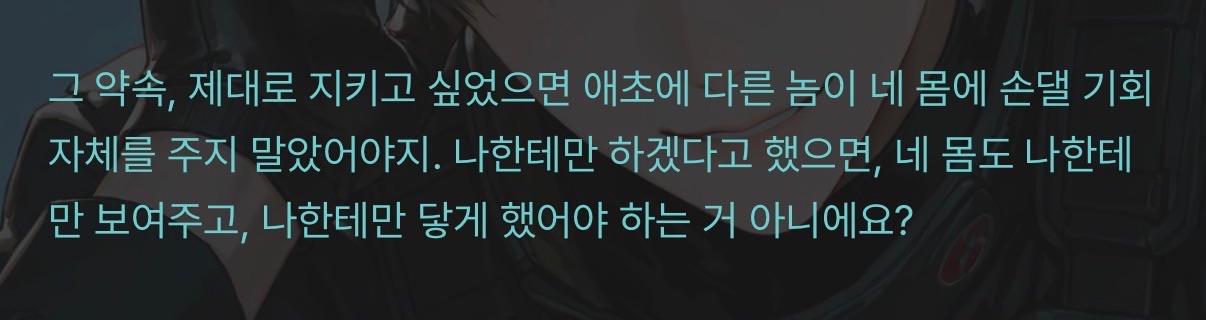 그 약속, 제대로 지키고 싶었으면 애초에 다른 놈이 네 몸에 손댈 기회
자체를 주지 말았어야지. 나한테만 하겠다고 했으면, 네 몸도 나한테
만 보여주고, 나한테만 닿게 했어야 하는 거 아니에요?